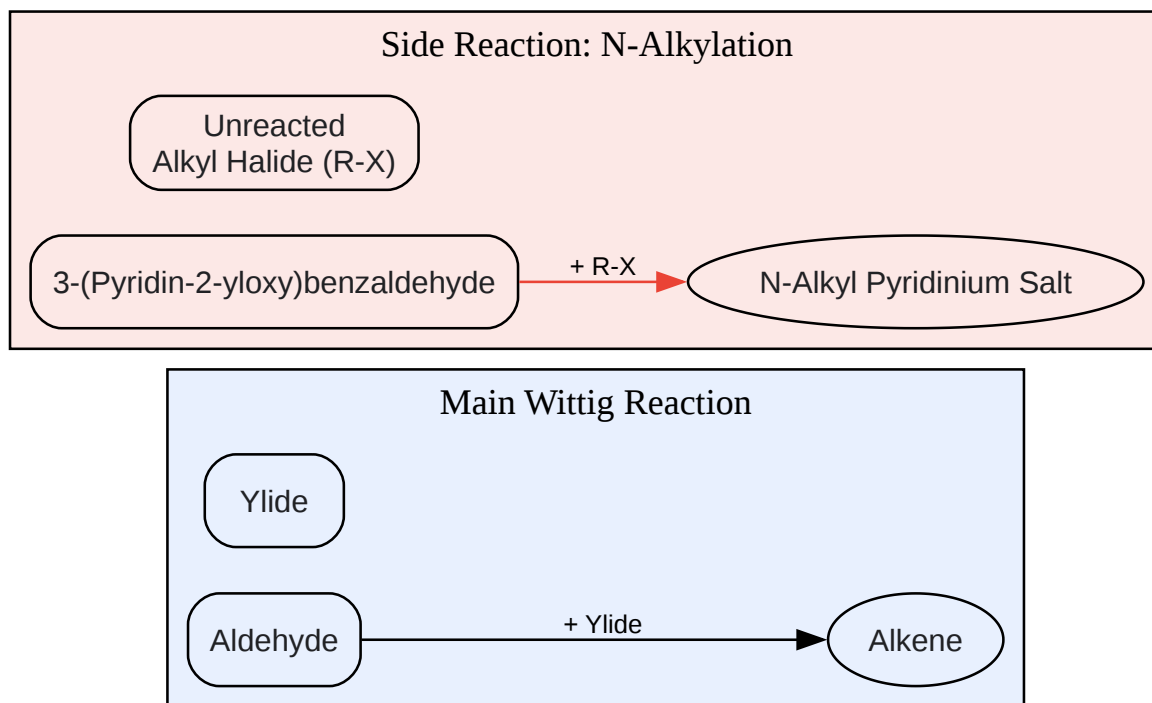 Side Reaction: N-Alkylation
Unreacted
Alkyl Halide (R-X)
3-(Pyridin-2-yloxy)benzaldehyde
+ R-X
N-Alkyl Pyridinium Salt
Main Wittig Reaction
Ylide
Aldehyde
+ Ylide
Alkene